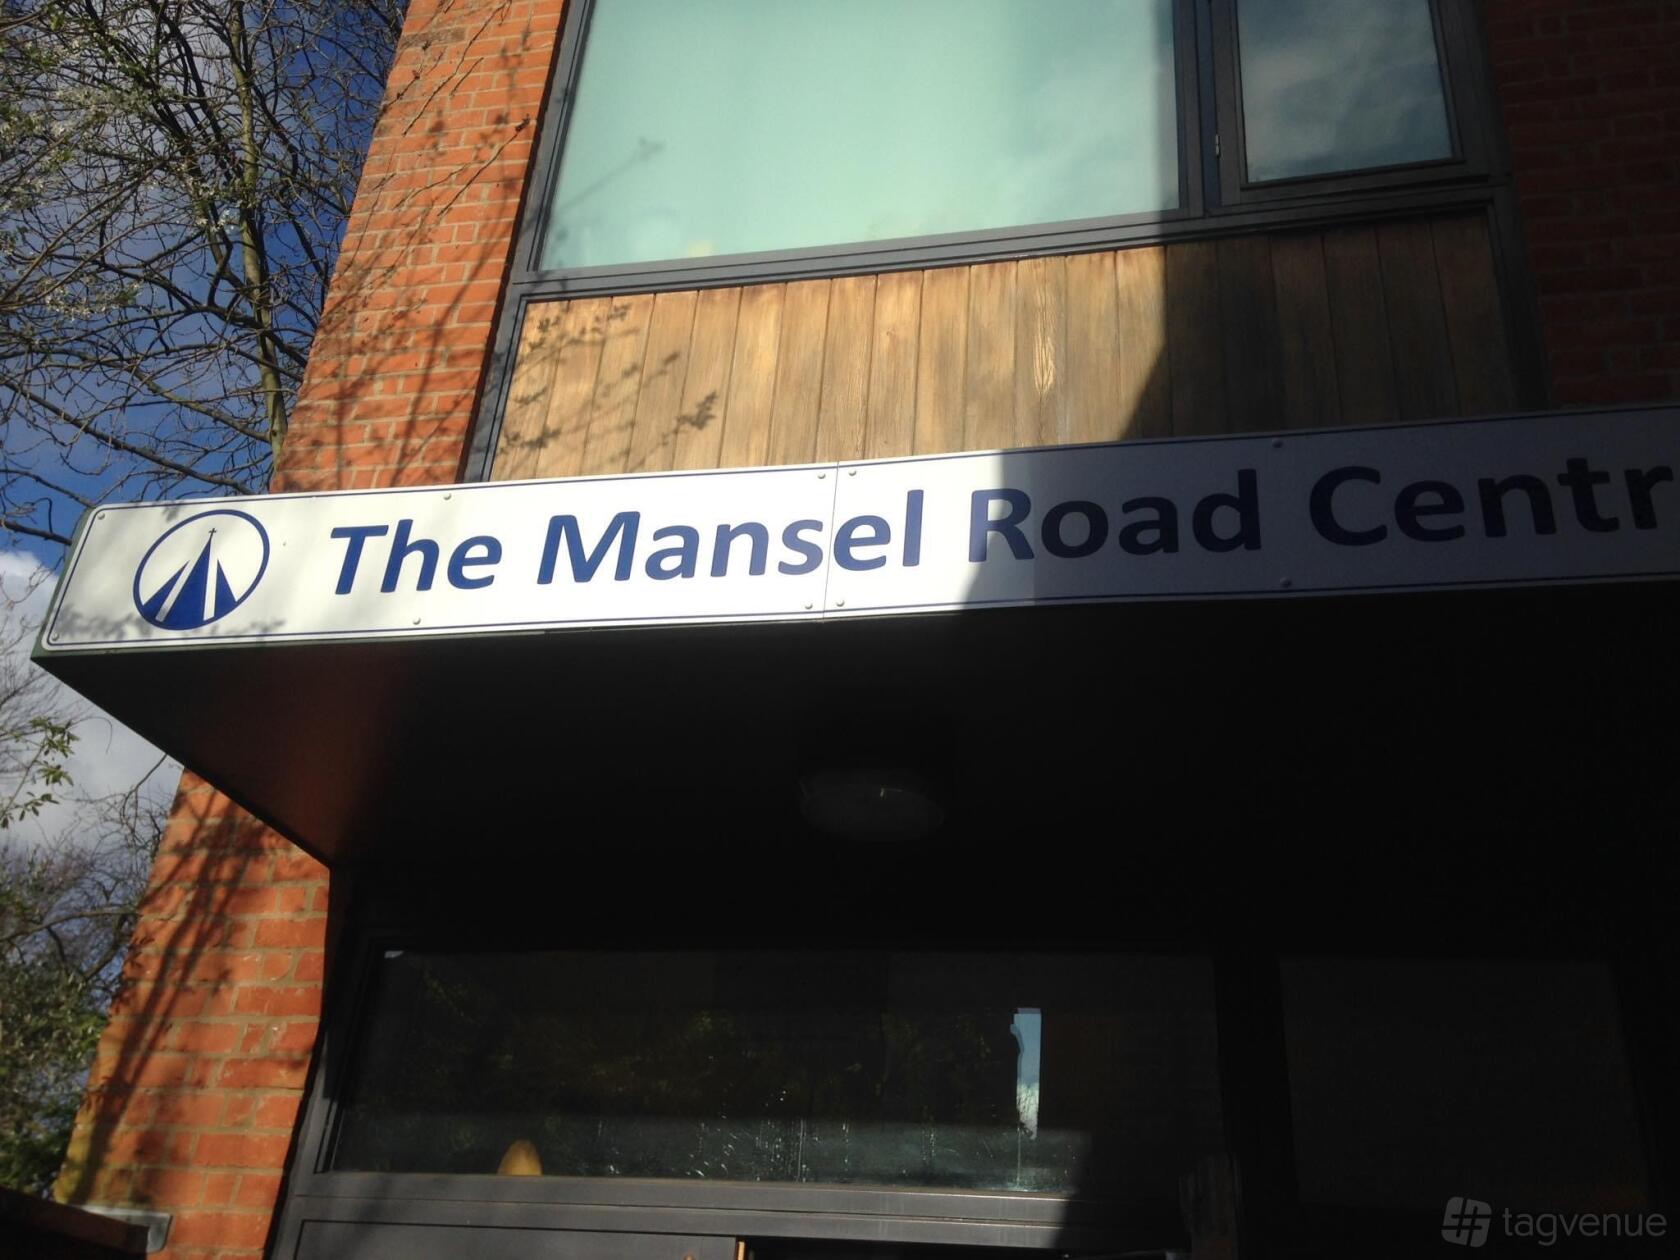 The Mansel Road Centr
tagvenue